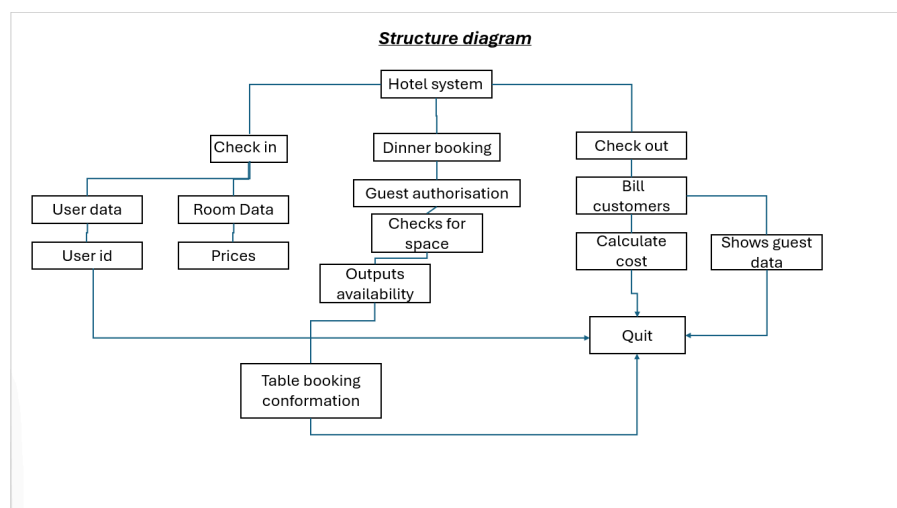 Structure diagram
Hotel system
Check in
Dinner booking
Check out
User data
Room Data
Guest authorisation
Bill
customers
User id
Prices
Checks for
space
Calculate
cost
Shows guest
data
Outputs
availability
Quit
Table booking
conformation